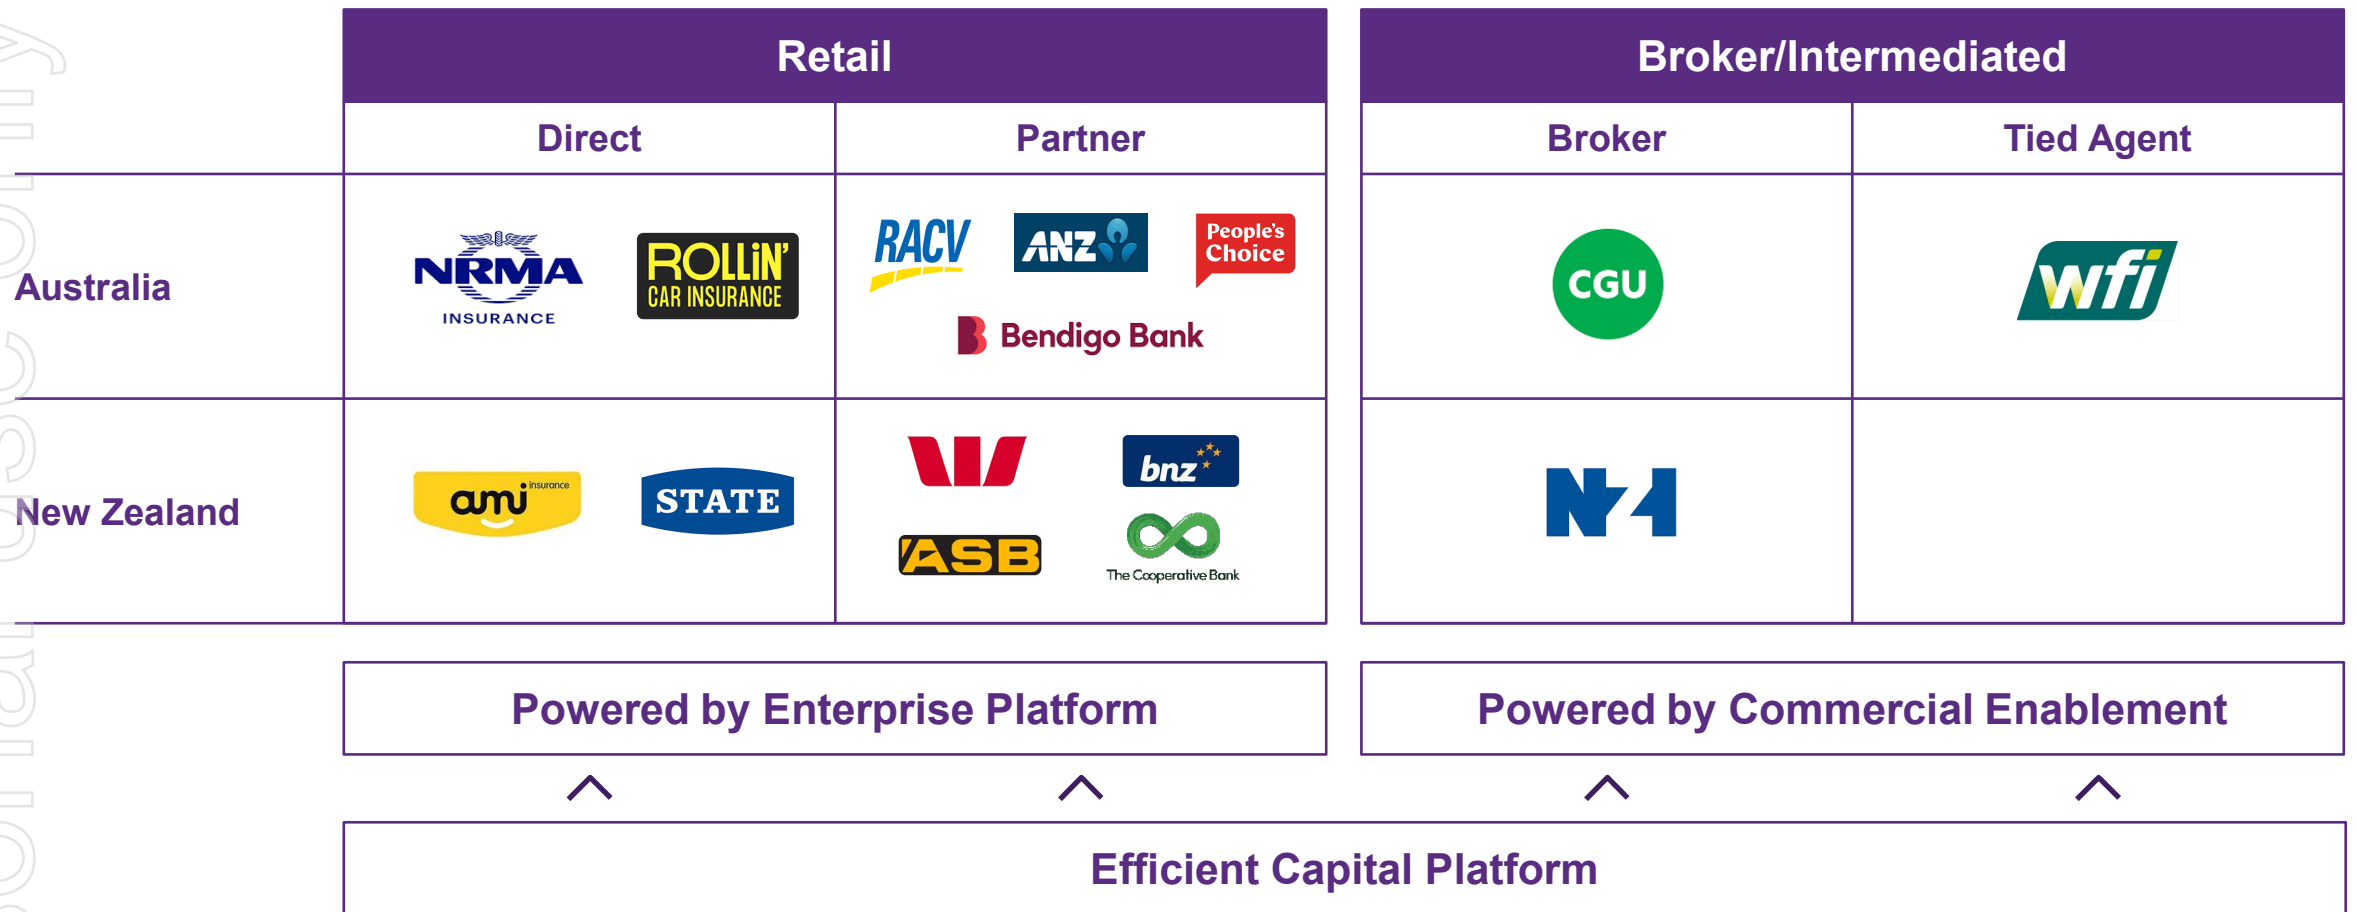 Retail
Broker/Intermediated
Direct
Partner
Broker
Tied Agent
Australia
NRMA
INSURANCE
ROLLiN'
CAR INSURANCE
RACV
ANZ
People's
Choice
Bendigo Bank
CGU
wfi
New Zealand
ami insurance
STATE
bnz
ASB
The Cooperative Bank
NZI
Powered by Enterprise Platform
Powered by Commercial Enablement
Efficient Capital Platform